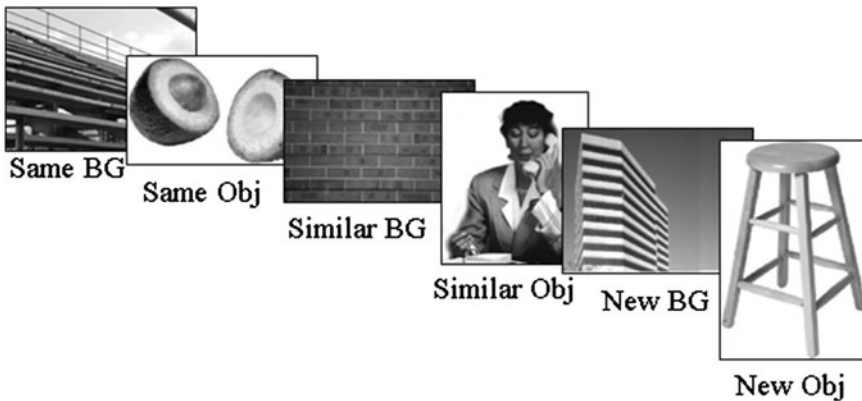 Same BG
Same Obj
Similar BG
Similar Obj
New BG
New Obj